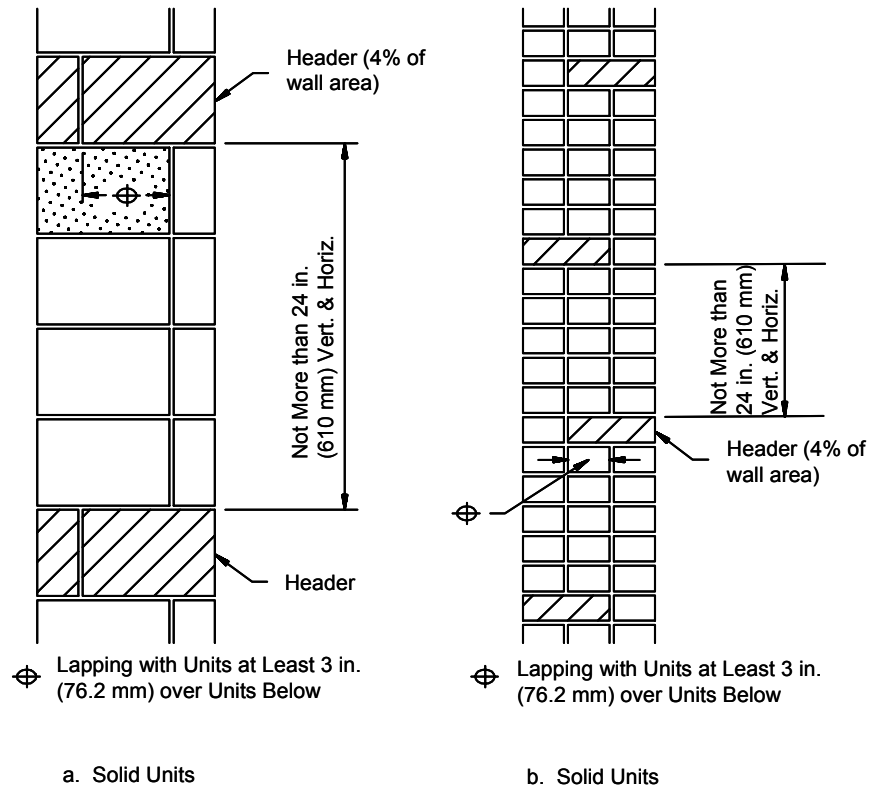 Header (4% of
wall area)
Not More than 24 in.
(610 mm) Vert. & Horiz.
Header
⌽ Lapping with Units at Least 3 in.
(76.2 mm) over Units Below
a. Solid Units
Not More than
24 in. (610 mm)
Vert. & Horiz.
Header (4% of
wall area)
⌽
⌽ Lapping with Units at Least 3 in.
(76.2 mm) over Units Below
b. Solid Units